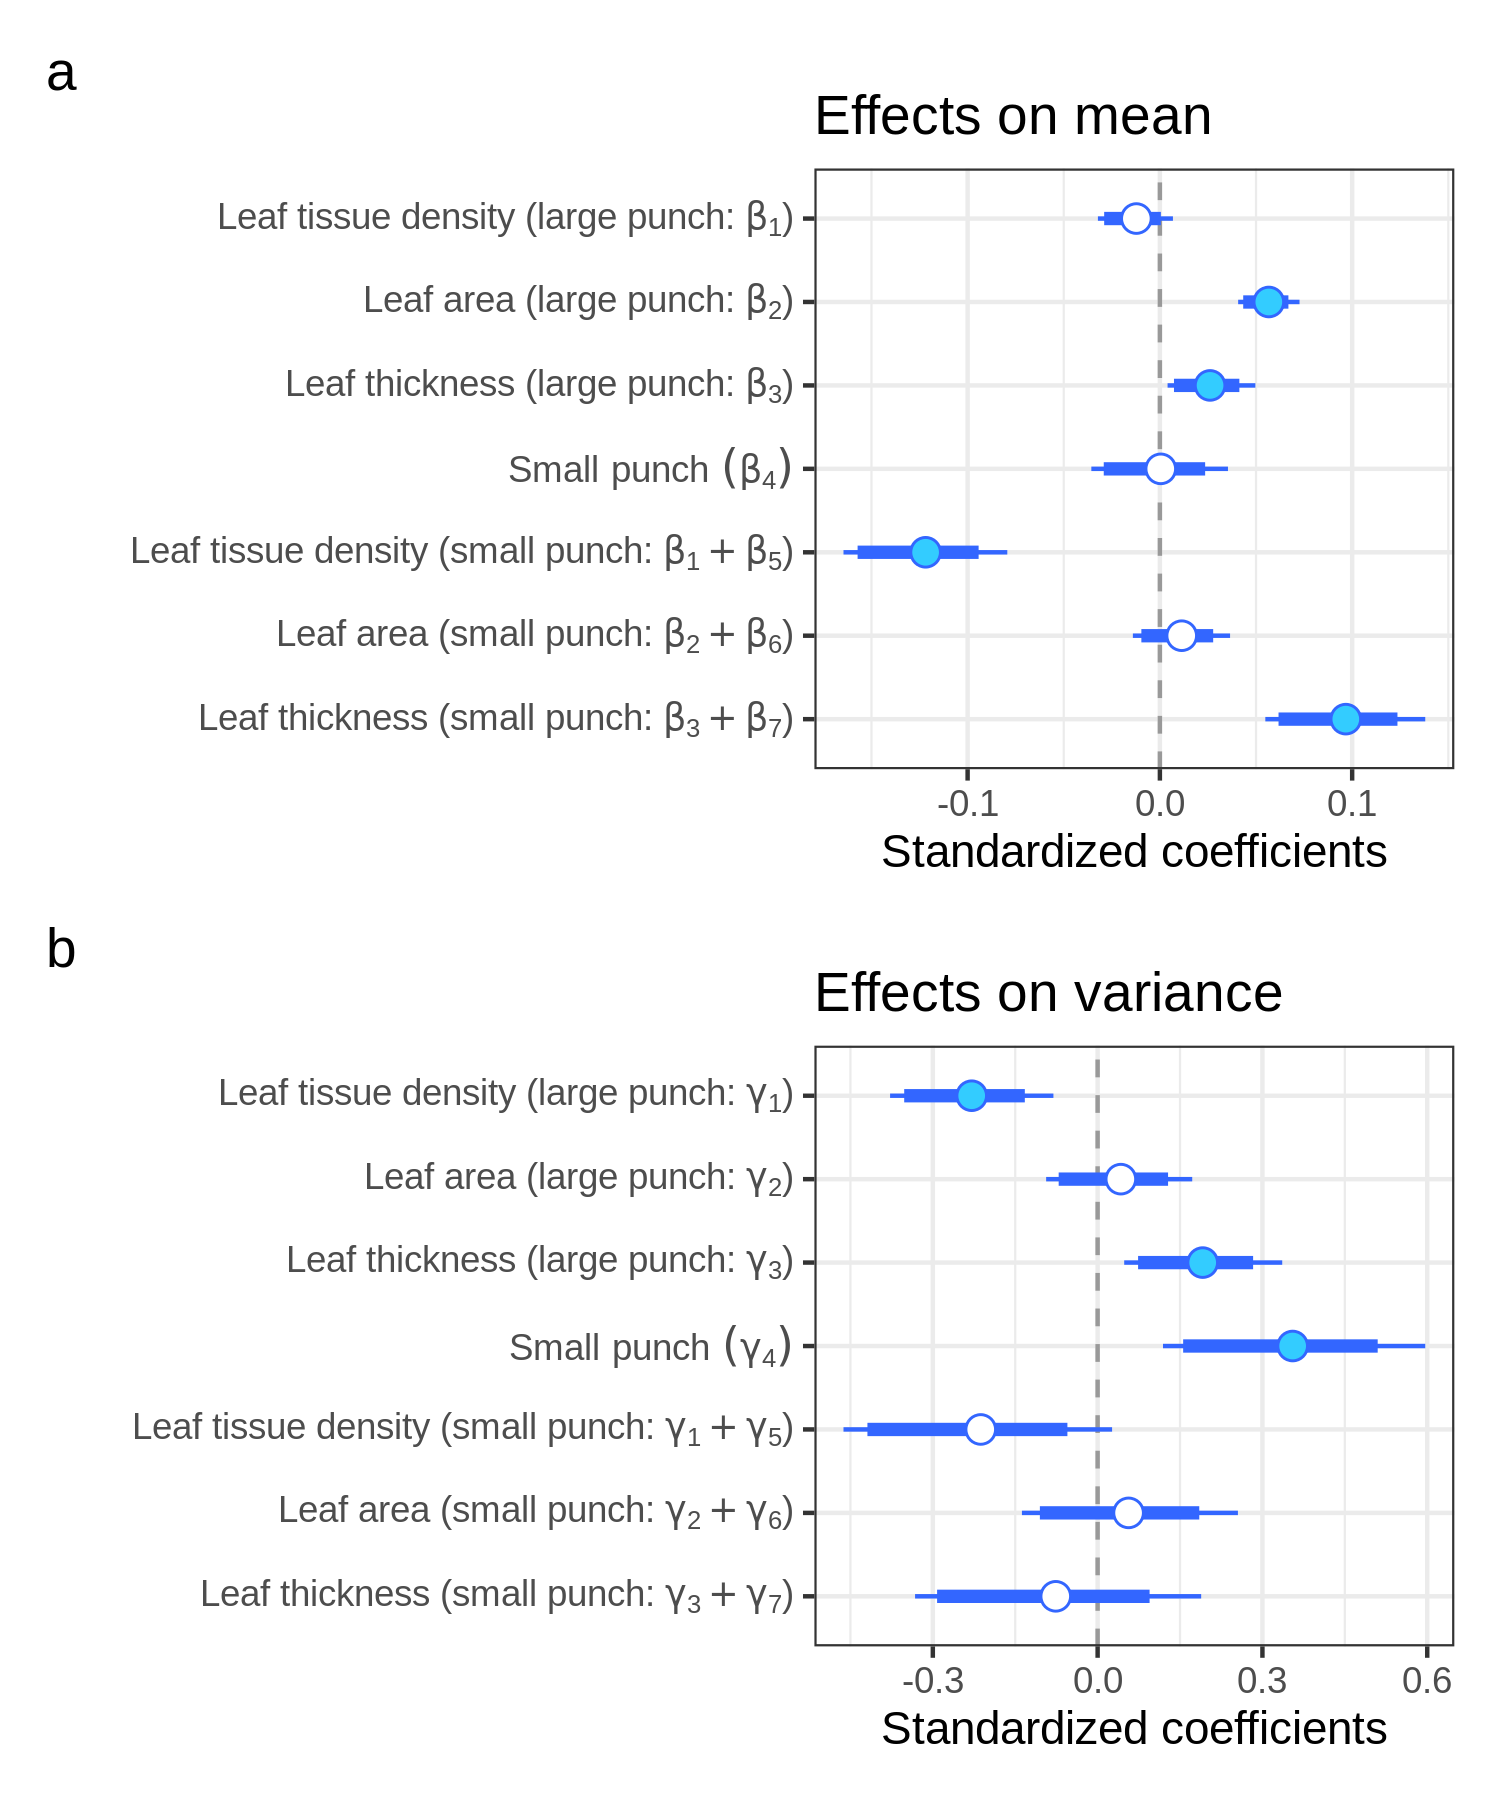 a
Effects on mean
Leaf tissue density (large punch: β₁)
Leaf area (large punch: β₂)
Leaf thickness (large punch: β₃)
Small punch (β₄)
Leaf tissue density (small punch: β₁ + β₅)
Leaf area (small punch: β₂ + β₆)
Leaf thickness (small punch: β₃ + β₇)
-0.1 0.0 0.1
Standardized coefficients
b
Effects on variance
Leaf tissue density (large punch: γ₁)
Leaf area (large punch: γ₂)
Leaf thickness (large punch: γ₃)
Small punch (γ₄)
Leaf tissue density (small punch: γ₁ + γ₅)
Leaf area (small punch: γ₂ + γ₆)
Leaf thickness (small punch: γ₃ + γ₇)
-0.3 0.0 0.3 0.6
Standardized coefficients